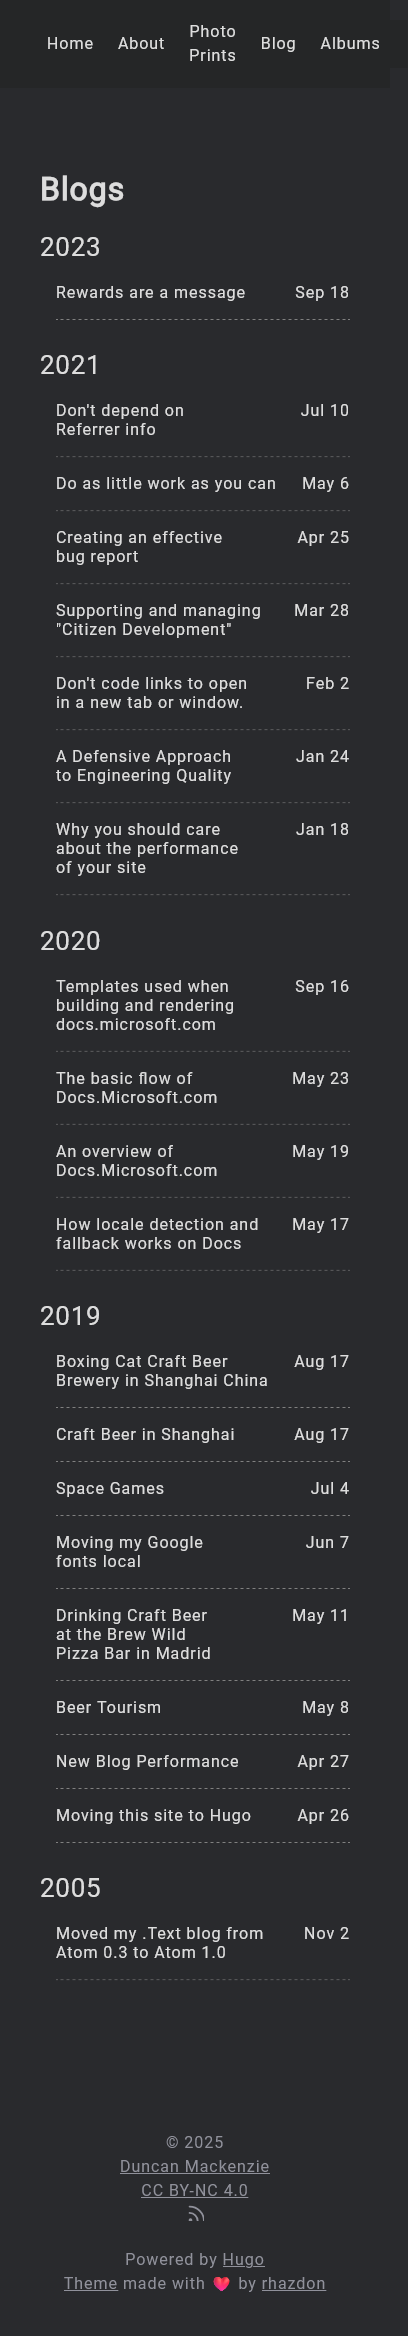 Home About Photo Prints Blog Albums
Blogs
2023
Rewards are a message Sep 18
2021
Don't depend on Jul 10
Referrer info
Do as little work as you can May 6
Creating an effective Apr 25
bug report
Supporting and managing Mar 28
"Citizen Development"
Don't code links to open Feb 2
in a new tab or window.
A Defensive Approach Jan 24
to Engineering Quality
Why you should care Jan 18
about the performance
of your site
2020
Templates used when Sep 16
building and rendering
docs.microsoft.com
The basic flow of May 23
Docs.Microsoft.com
An overview of May 19
Docs.Microsoft.com
How locale detection and May 17
fallback works on Docs
2019
Boxing Cat Craft Beer Aug 17
Brewery in Shanghai China
Craft Beer in Shanghai Aug 17
Space Games Jul 4
Moving my Google Jun 7
fonts local
Drinking Craft Beer May 11
at the Brew Wild
Pizza Bar in Madrid
Beer Tourism May 8
New Blog Performance Apr 27
Moving this site to Hugo Apr 26
2005
Moved my .Text blog from Nov 2
Atom 0.3 to Atom 1.0
© 2025
Duncan Mackenzie
CC BY-NC 4.0
Powered by Hugo
Theme made with ❤️ by rhazdon